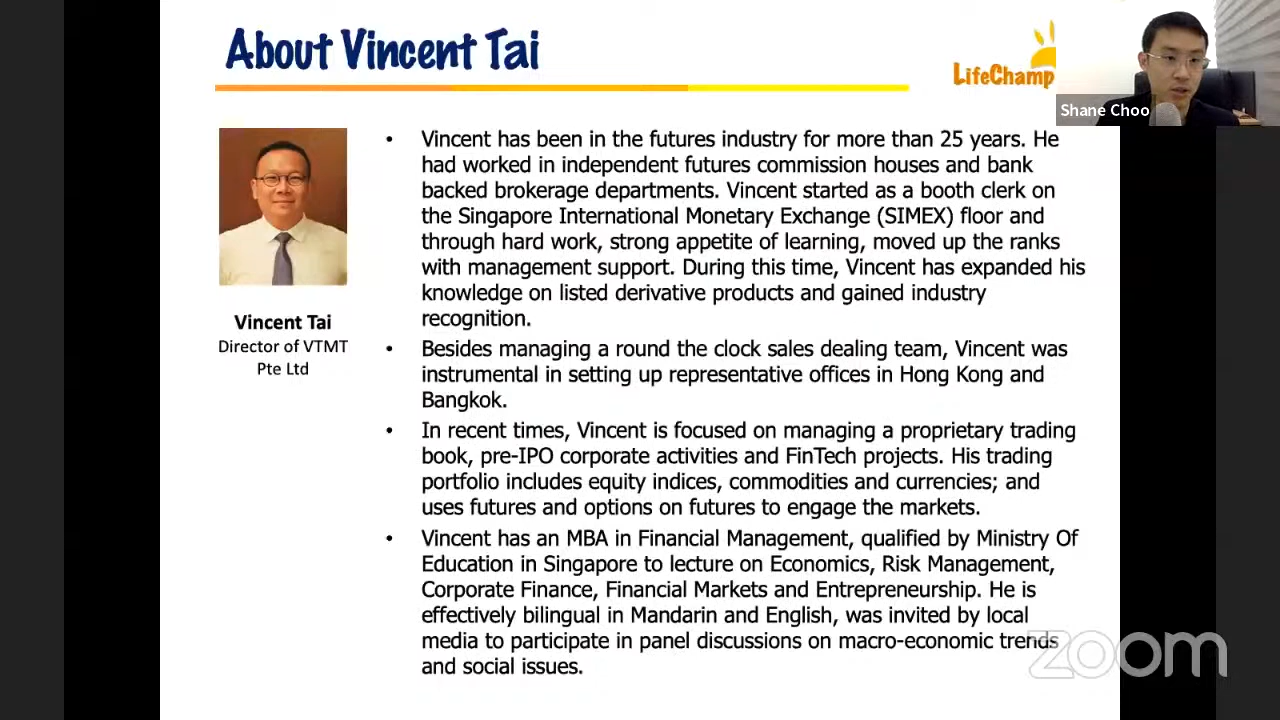 About Vincent Tai
LifeChamp
Shane Choo
Vincent Tai
Director of VTMT
Pte Ltd
• Vincent has been in the futures industry for more than 25 years. He
had worked in independent futures commission houses and bank
backed brokerage departments. Vincent started as a booth clerk on
the Singapore International Monetary Exchange (SIMEX) floor and
through hard work, strong appetite of learning, moved up the ranks
with management support. During this time, Vincent has expanded his
knowledge on listed derivative products and gained industry
recognition.
• Besides managing a round the clock sales dealing team, Vincent was
instrumental in setting up representative offices in Hong Kong and
Bangkok.
• In recent times, Vincent is focused on managing a proprietary trading
book, pre-IPO corporate activities and FinTech projects. His trading
portfolio includes equity indices, commodities and currencies; and
uses futures and options on futures to engage the markets.
• Vincent has an MBA in Financial Management, qualified by Ministry Of
Education in Singapore to lecture on Economics, Risk Management,
Corporate Finance, Financial Markets and Entrepreneurship. He is
effectively bilingual in Mandarin and English, was invited by local
media to participate in panel discussions on macro-economic trends
and social issues.
zoom